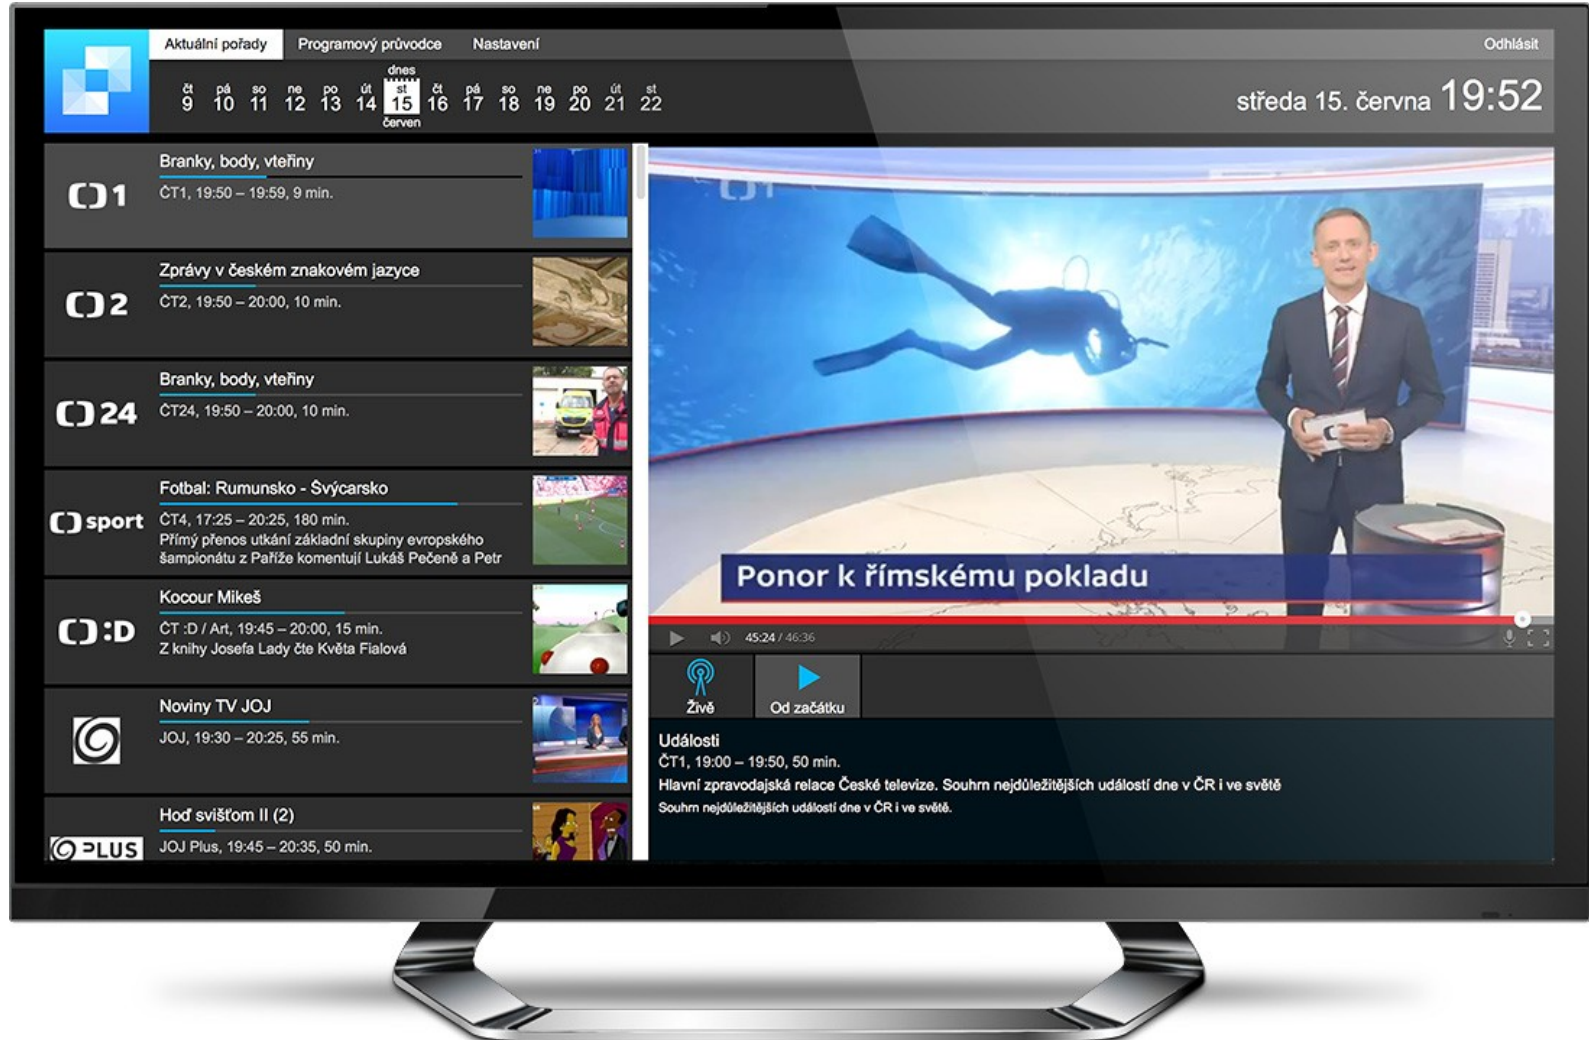 Aktuální pořady Programový průvodce Nastavení Odhlásit
dnes
čt pá so ne po út st čt pá so ne po út st
9 10 11 12 13 14 15 16 17 18 19 20 21 22
červen
středa 15. června 19:52
1
Branky, body, vteřiny
ČT1, 19:50 – 19:59, 9 min.
2
Zprávy v českém znakovém jazyce
ČT2, 19:50 – 20:00, 10 min.
24
Branky, body, vteřiny
ČT24, 19:50 – 20:00, 10 min.
sport
Fotbal: Rumunsko - Švýcarsko
ČT4, 17:25 – 20:25, 180 min.
Přímý přenos utkání základní skupiny evropského
šampionátu z Paříže komentují Lukáš Pečeně a Petr
:D
Kocour Mikeš
ČT :D / Art, 19:45 – 20:00, 15 min.
Z knihy Josefa Lady čte Květa Fialová
Noviny TV JOJ
JOJ, 19:30 – 20:25, 55 min.
PLUS
Hoď svišťom II (2)
JOJ Plus, 19:45 – 20:35, 50 min.
1
Ponor k římskému pokladu
45:24 / 46:36
Živě
Od začátku
Události
ČT1, 19:00 – 19:50, 50 min.
Hlavní zpravodajská relace České televize. Souhrn nejdůležitějších událostí dne v ČR i ve světě
Souhrn nejdůležitějších událostí dne v ČR i ve světě.